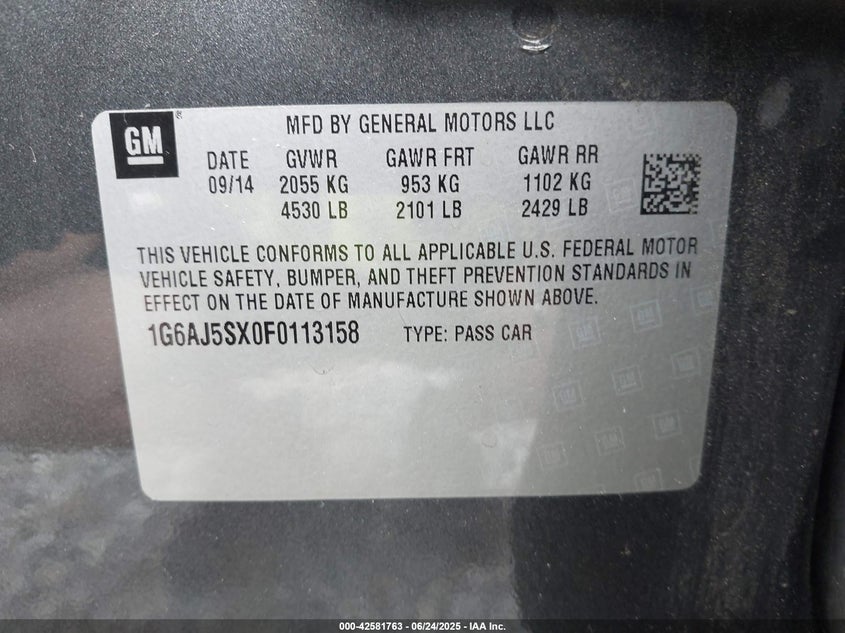 GM
MFD BY GENERAL MOTORS LLC
DATE GVWR GAWR FRT GAWR RR
09/14 2055 KG 953 KG 1102 KG
4530 LB 2101 LB 2429 LB
THIS VEHICLE CONFORMS TO ALL APPLICABLE U.S. FEDERAL MOTOR
VEHICLE SAFETY, BUMPER, AND THEFT PREVENTION STANDARDS IN
EFFECT ON THE DATE OF MANUFACTURE SHOWN ABOVE.
1G6AJ5SX0F0113158 TYPE: PASS CAR
000-42581763 - 06/24/2025 - IAA Inc.